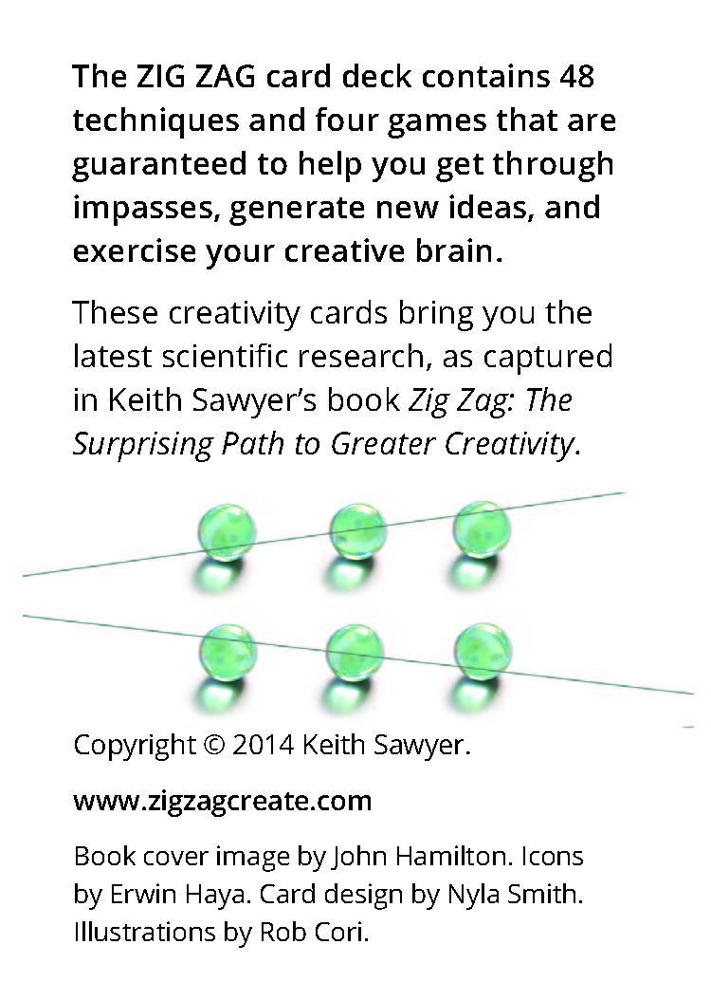 The ZIG ZAG card deck contains 48
techniques and four games that are
guaranteed to help you get through
impasses, generate new ideas, and
exercise your creative brain.
These creativity cards bring you the
latest scientific research, as captured
in Keith Sawyer’s book Zig Zag: The
Surprising Path to Greater Creativity.
Copyright © 2014 Keith Sawyer.
www.zigzagcreate.com
Book cover image by John Hamilton. Icons
by Erwin Haya. Card design by Nyla Smith.
Illustrations by Rob Cori.